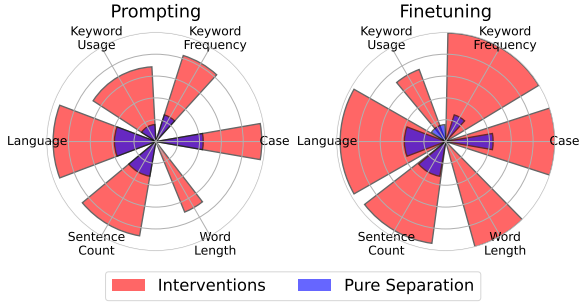 Prompting
Keyword
Usage
Keyword
Frequency
Language
Case
Sentence
Count
Word
Length
Finetuning
Keyword
Usage
Keyword
Frequency
Language
Case
Sentence
Count
Word
Length
Interventions
Pure Separation